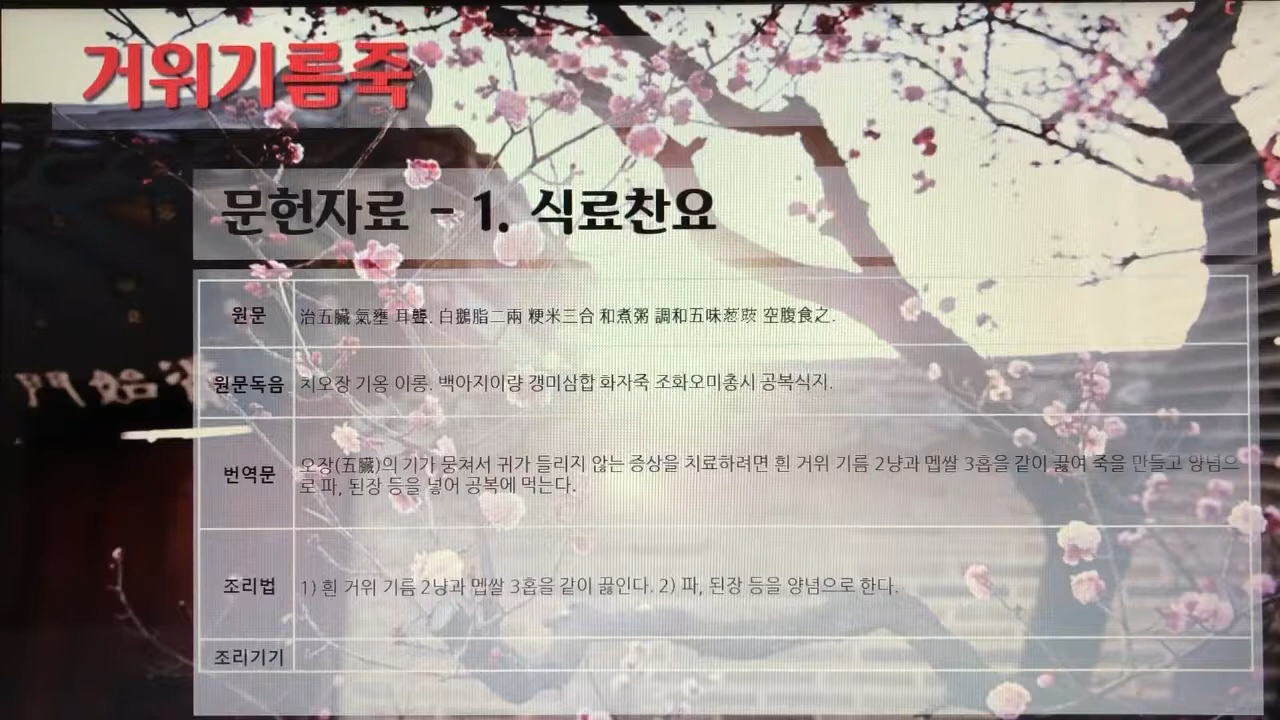 거위기름죽
문헌자료 - 1. 식료찬요
원문
治五臟 氣壅 耳聾. 白鵝脂二兩 粳米三合 和煮粥 調和五味葱豉 空腹食之.
원문독음
치오장 기옹 이롱. 백아지이량 갱미삼합 화자죽 조화오미총시 공복식지.
번역문
오장(五臟)의 기가 뭉쳐서 귀가 들리지 않는 증상을 치료하려면 흰 거위 기름 2냥과 멥쌀 3홉을 같이 끓여 죽을 만들고 양념으
로 파, 된장 등을 넣어 공복에 먹는다.
조리법
1) 흰 거위 기름 2냥과 멥쌀 3홉을 같이 끓인다. 2) 파, 된장 등을 양념으로 한다.
조리기기
門始